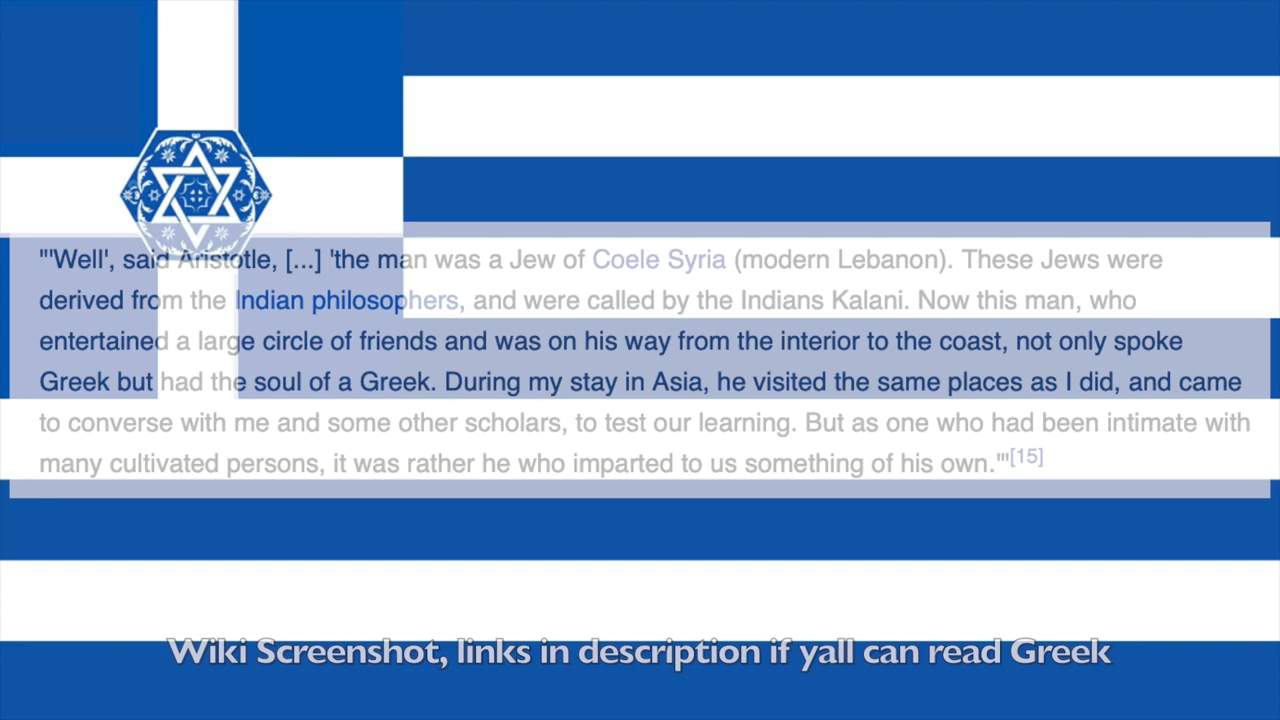 "'Well', said Aristotle, [...] 'the man was a Jew of Coele Syria (modern Lebanon). These Jews were
derived from the Indian philosophers, and were called by the Indians Kalani. Now this man, who
entertained a large circle of friends and was on his way from the interior to the coast, not only spoke
Greek but had the soul of a Greek. During my stay in Asia, he visited the same places as I did, and came
to converse with me and some other scholars, to test our learning. But as one who had been intimate with
many cultivated persons, it was rather he who imparted to us something of his own.'"[15]
Wiki Screenshot, links in description if yall can read Greek